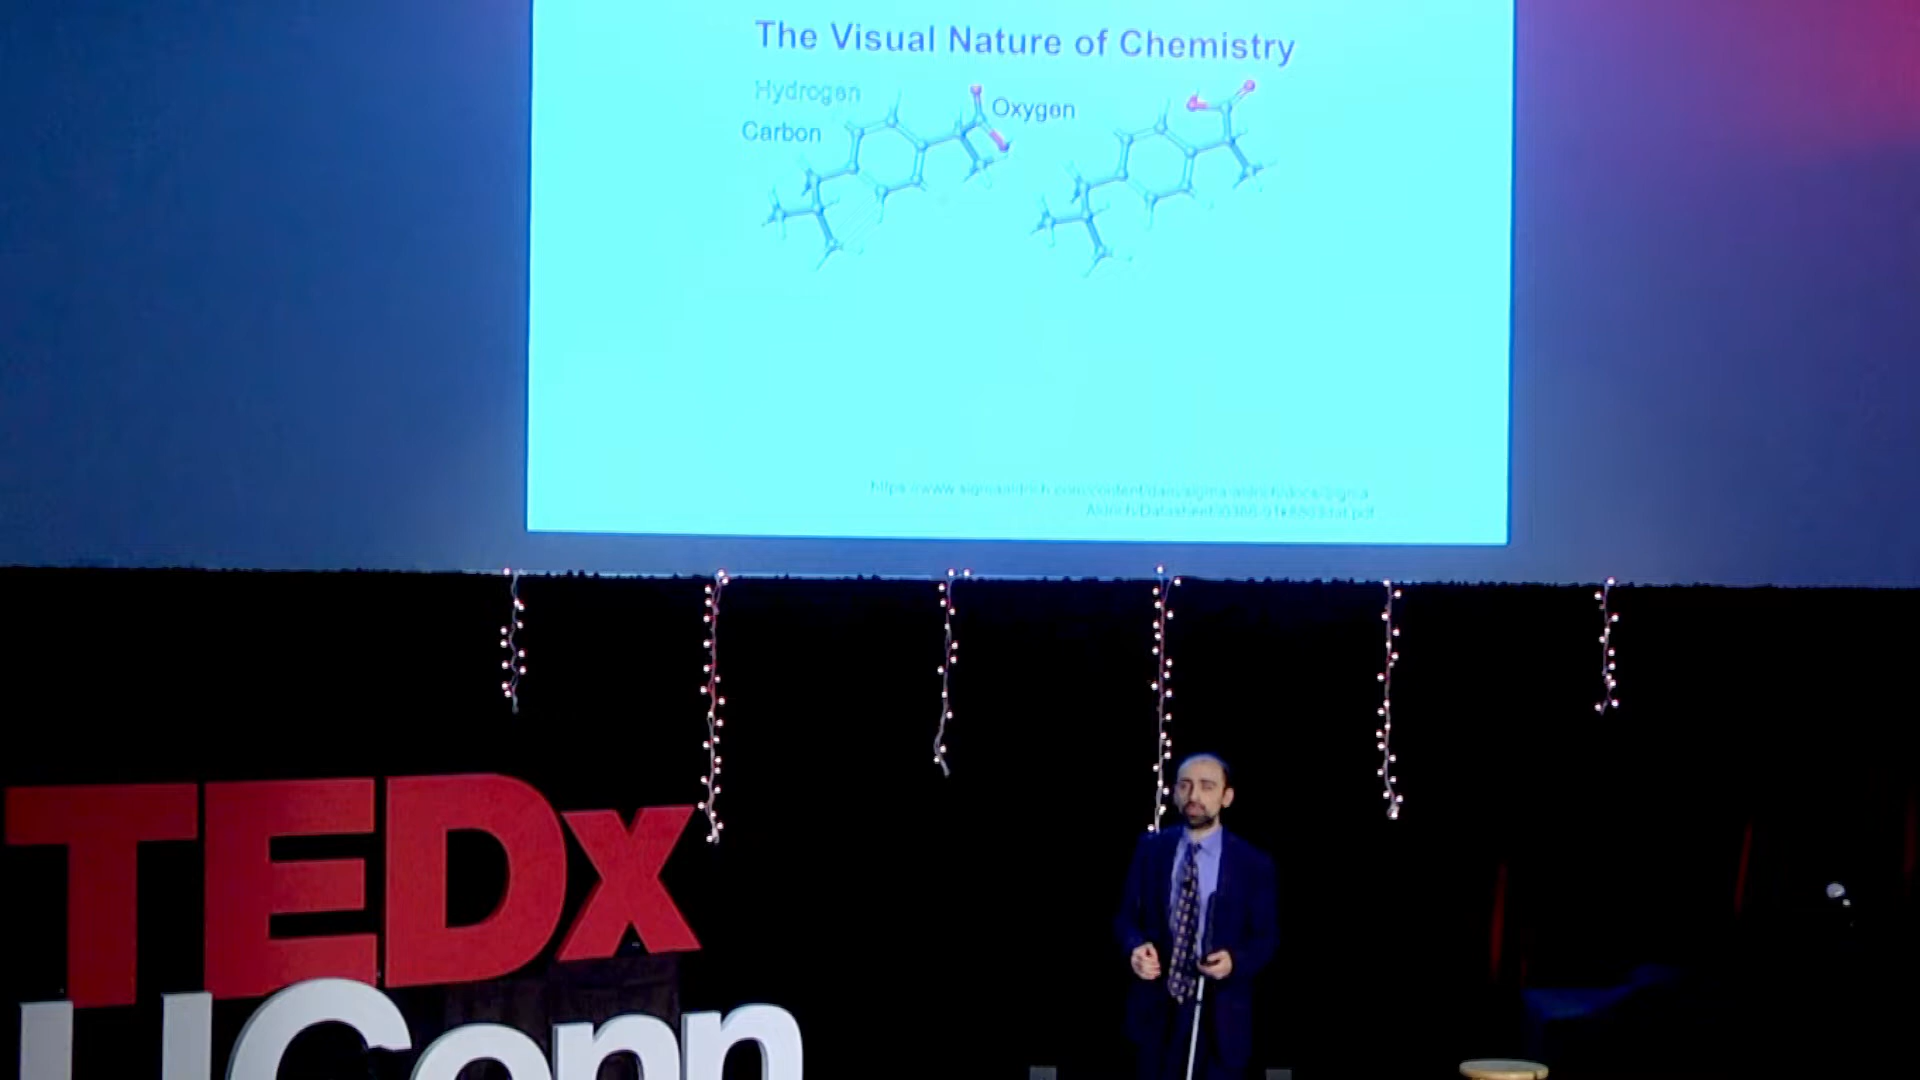 The Visual Nature of Chemistry
Hydrogen
Oxygen
Carbon
TEDx
UConn